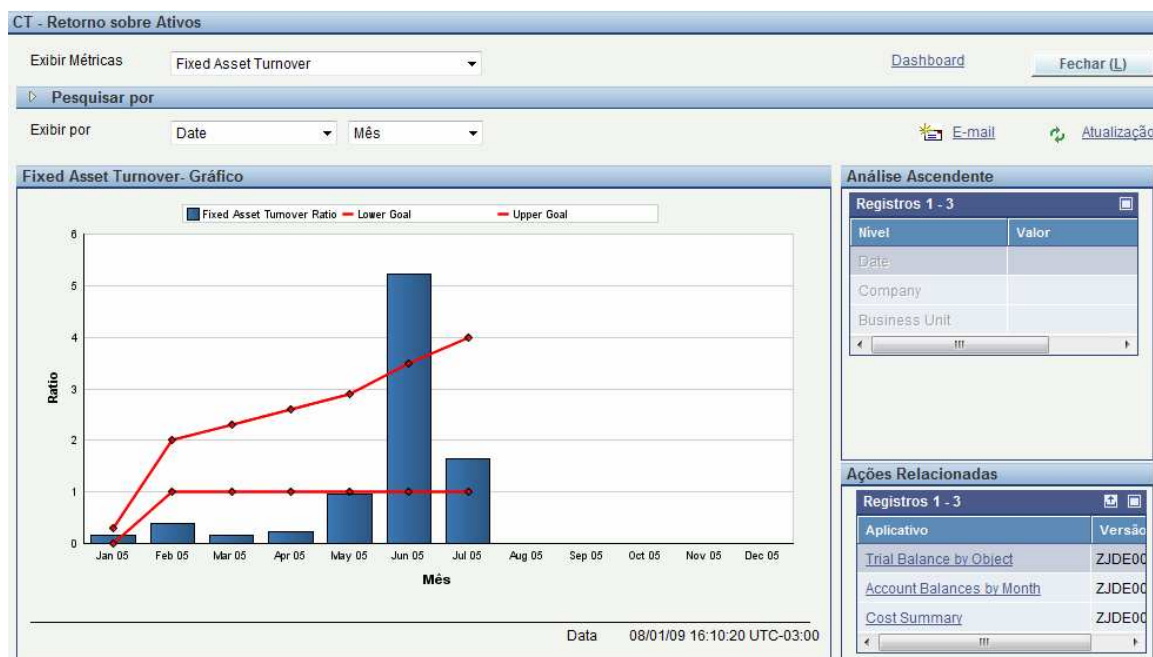 CT - Retorno sobre Ativos
Exibir Métricas Fixed Asset Turnover Dashboard Fechar (L)
Pesquisar por
Exibir por Date Mês E-mail Atualização
Fixed Asset Turnover- Gráfico
Fixed Asset Turnover Ratio Lower Goal Upper Goal
6
5
4
3
2
1
0
Ratio
Jan 05 Feb 05 Mar 05 Apr 05 May 05 Jun 05 Jul 05 Aug 05 Sep 05 Oct 05 Nov 05 Dec 05
Mês
Data 08/01/09 16:10:20 UTC-03:00
Análise Ascendente
Registros 1 - 3
Nível Valor
Date
Company
Business Unit
Ações Relacionadas
Registros 1 - 3
Aplicativo Versão
Trial Balance by Object ZJDE00
Account Balances by Month ZJDE00
Cost Summary ZJDE00